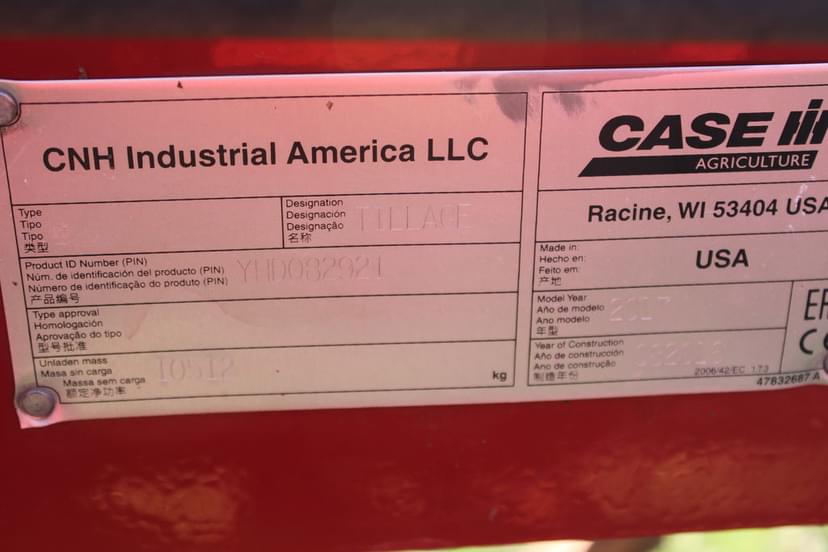 CNH Industrial America LLC
Type
Tipo
Tipo
类型
Designation
Designación
Designação
名称
TILLAGE
Product ID Number (PIN)
Núm. de identificación del producto (PIN)
Número de identificação do produto (PIN)
产品编号
YHD082921
Type approval
Homologación
Aprovação do tipo
型号批准
Unladen mass
Masa sin carga
Massa sem carga
额定净功率
10512
kg
CASE IH
AGRICULTURE
Racine, WI 53404 USA
Made in:
Hecho en:
Feito em:
产地
USA
Model Year
Año de modelo
Ano modelo
年型
2017
Year of Construction
Año de construcción
Ano de construção
制造年份
2006/42/EC 1.73
47832687 A